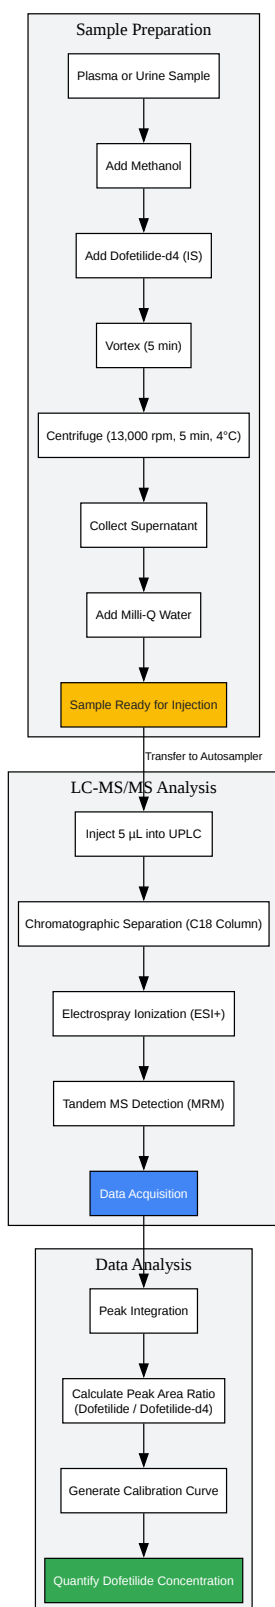 Sample Preparation
Plasma or Urine Sample
Add Methanol
Add Dofetilide-d4 (IS)
Vortex (5 min)
Centrifuge (13,000 rpm, 5 min, 4°C)
Collect Supernatant
Add Milli-Q Water
Sample Ready for Injection
Transfer to Autosampler
LC-MS/MS Analysis
Inject 5 µL into UPLC
Chromatographic Separation (C18 Column)
Electrospray Ionization (ESI+)
Tandem MS Detection (MRM)
Data Acquisition
Data Analysis
Peak Integration
Calculate Peak Area Ratio
(Dofetilide / Dofetilide-d4)
Generate Calibration Curve
Quantify Dofetilide Concentration